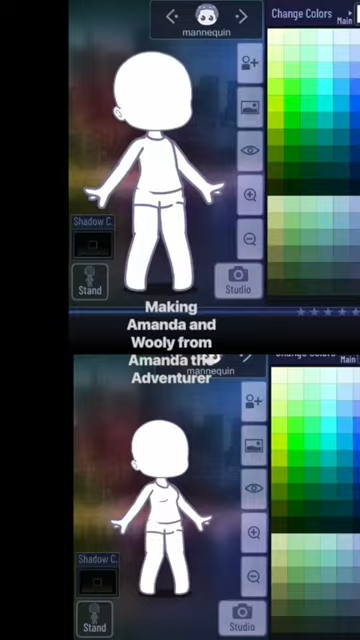 mannequin
Change Colors
Main
Shadow C.
Stand
Studio
Making
Amanda and
Wooly from
Amanda the
Adventurer
mannequin
Change Colors
Main
Shadow C.
Stand
Studio